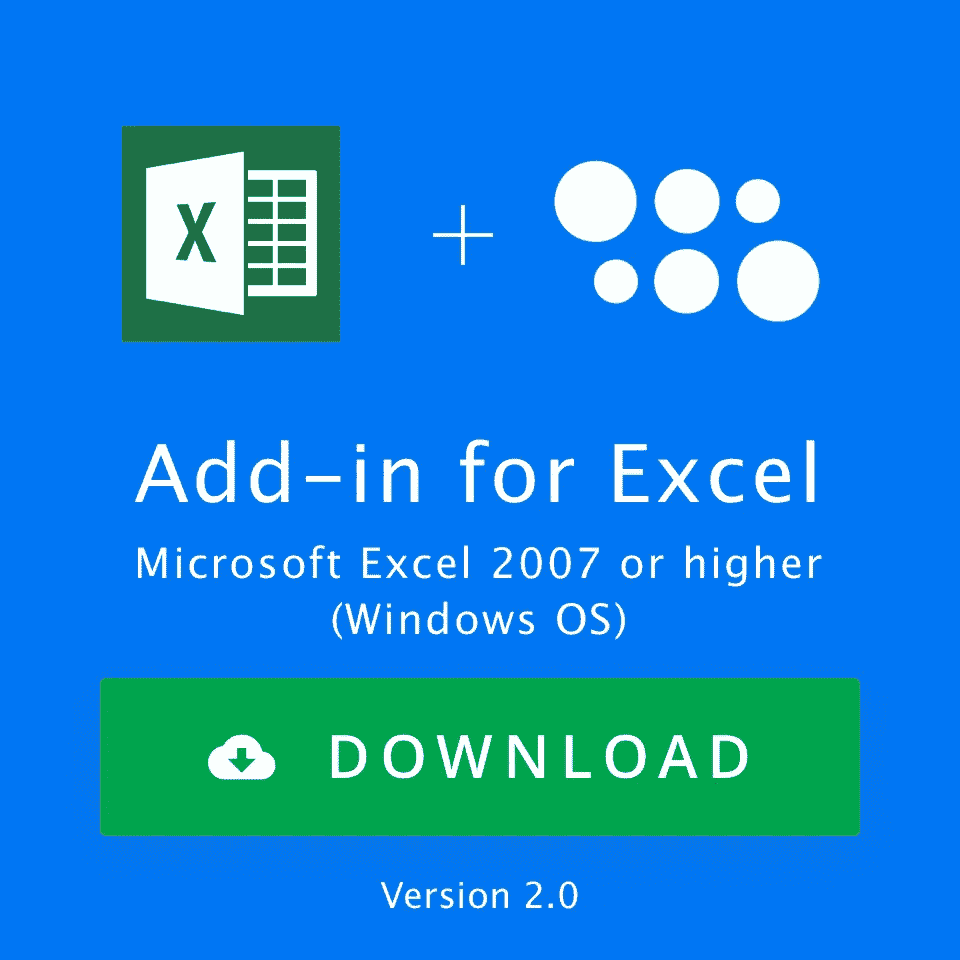 X
Add-in for Excel
Microsoft Excel 2007 or higher
(Windows OS)
DOWNLOAD
Version 2.0